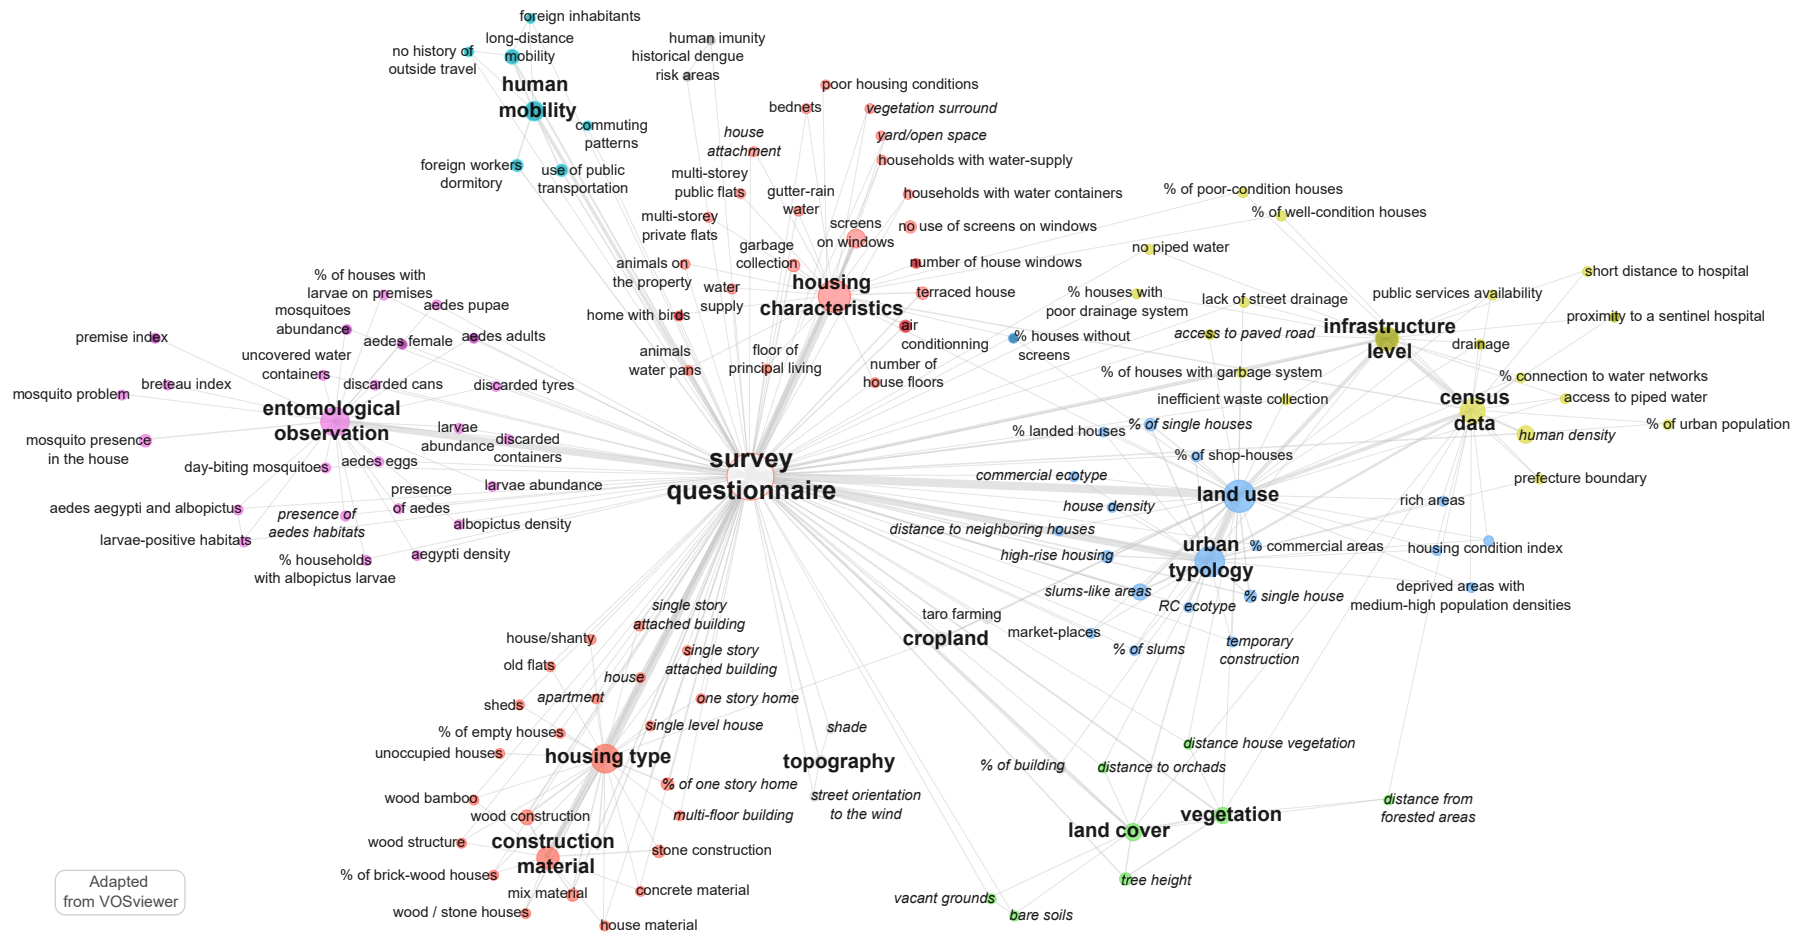 foreign inhabitants
long-distance
mobility
no history of
outside travel
human
mobility
commuting
patterns
foreign workers
dormitory
use of public
transportation
human imunity
historical dengue
risk areas
poor housing conditions
bednets
vegetation surround
house
attachment
yard/open space
households with water-supply
multi-storey
public flats
gutter-rain
water
households with water containers
multi-storey
private flats
screens
on windows
no use of screens on windows
garbage
collection
animals on
the property
number of house windows
water
supply
housing
characteristics
terraced house
home with birds
air
conditionning
animals
water pans
floor of
principal living
number of
house floors
% of poor-condition houses
% of well-condition houses
no piped water
short distance to hospital
% houses with
poor drainage system
lack of street drainage
public services availability
access to paved road
infrastructure
level
proximity to a sentinel hospital
drainage
% houses without
screens
% of houses with garbage system
% connection to water networks
inefficient waste collection
census
data
access to piped water
human density
% of urban population
prefecture boundary
% of houses with
larvae on premises
mosquitoes
abundance
aedes pupae
premise index
aedes female
aedes adults
uncovered water
containers
breteau index
discarded cans
discarded tyres
mosquito problem
entomological
observation
mosquito presence
in the house
larvae
abundance
discarded
containers
day-biting mosquitoes
aedes eggs
larvae abundance
presence
of aedes
aedes aegypti and albopictus
presence of
aedes habitats
albopictus density
larvae-positive habitats
% households
with albopictus larvae
aegypti density
survey
questionnaire
% landed houses
% of single houses
% of shop-houses
commercial ecotype
land use
rich areas
house density
distance to neighboring houses
urban
typology
% commercial areas
housing condition index
high-rise housing
slums-like areas
RC ecotype
% single house
deprived areas with
medium-high population densities
taro farming
cropland
market-places
% of slums
temporary
construction
single story
attached building
house/shanty
single story
attached building
old flats
house
apartment
one story home
sheds
single level house
% of empty houses
unoccupied houses
housing type
% of one story home
wood bamboo
wood construction
multi-floor building
wood structure
construction
material
stone construction
% of brick-wood houses
mix material
concrete material
wood / stone houses
house material
shade
topography
street orientation
to the wind
% of building
distance house vegetation
distance to orchads
vegetation
land cover
distance from
forested areas
tree height
vacant grounds
bare soils
Adapted
from VOSviewer